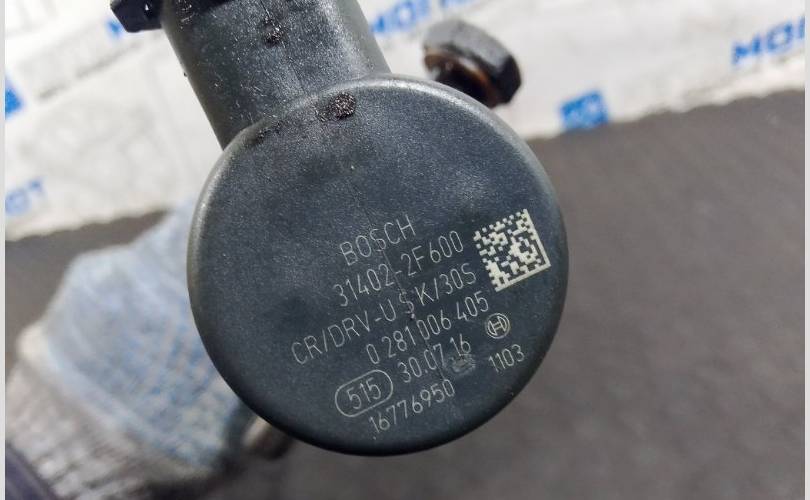 BOSCH
31402-2F600
CR/DRV-U S K/30S
0 281 006 405
30.07.16
515
1103
16776950